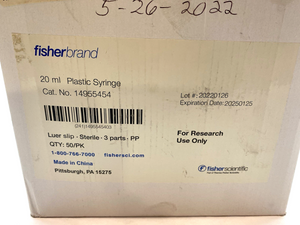 5-26-2022
fisherbrand
20 ml Plastic Syringe
Cat. No. 14955454
Lot #: 20220126
Expiration Date: 20250125
Luer slip · Sterile · 3 parts · PP
QTY: 50/PK
1-800-766-7000 fishersci.com
Made in China
Pittsburgh, PA 15275
For Research
Use Only
fisherscientific